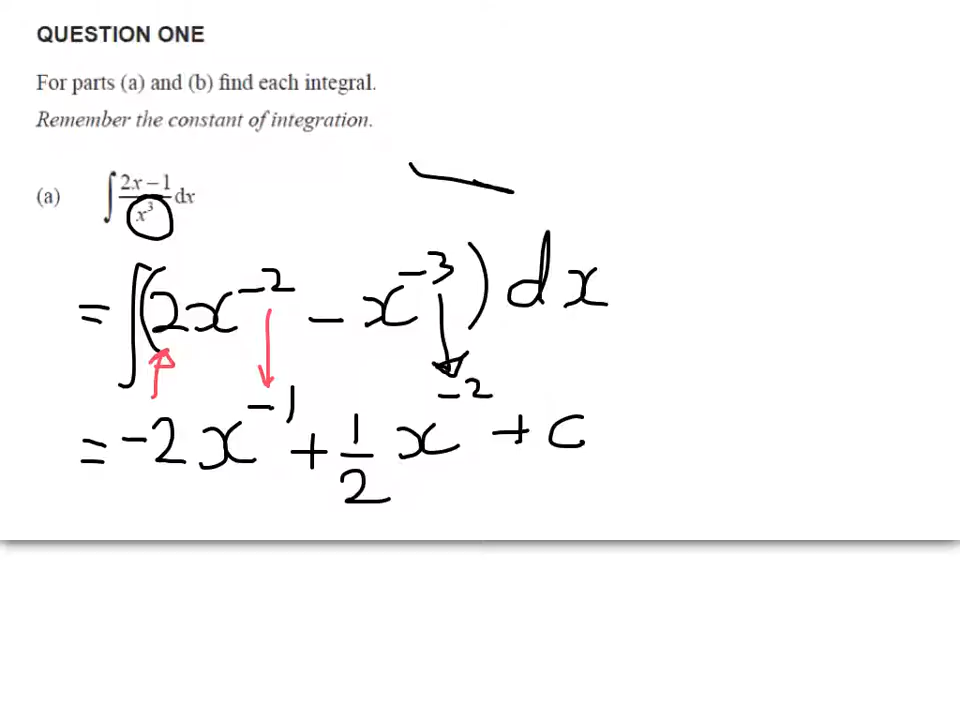 QUESTION ONE
For parts (a) and (b) find each integral.
Remember the constant of integration.
(a) ∫ (2x − 1)/x³ dx
= ∫(2x⁻² − x⁻³) dx
= -2x⁻¹ + 1/2 x⁻² + c